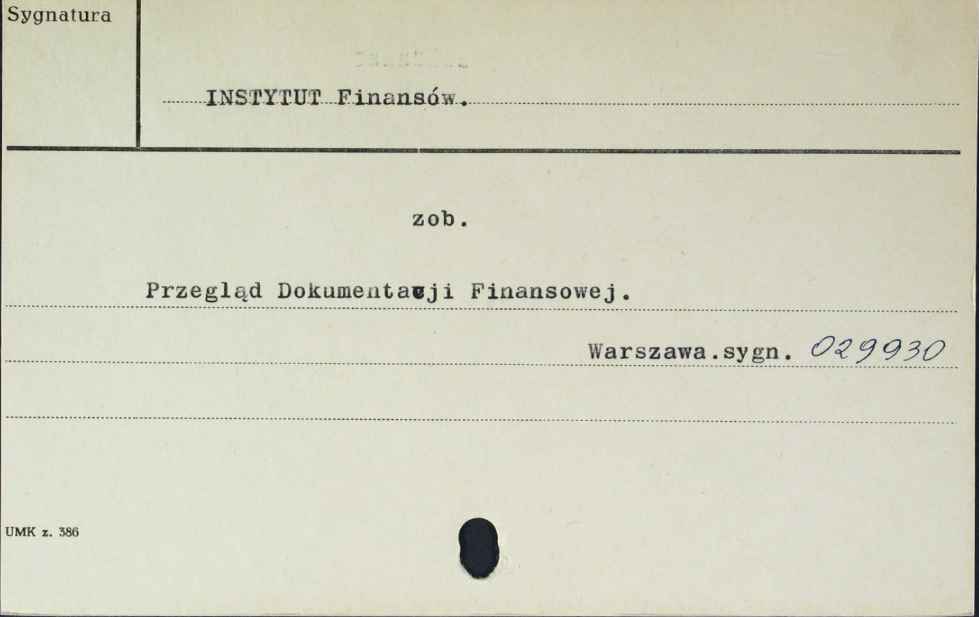 Sygnatura
INSTYTUT Finansów.
zob.
Przegląd Dokumentacji Finansowej.
Warszawa.sygn. 029930
UMK z. 386